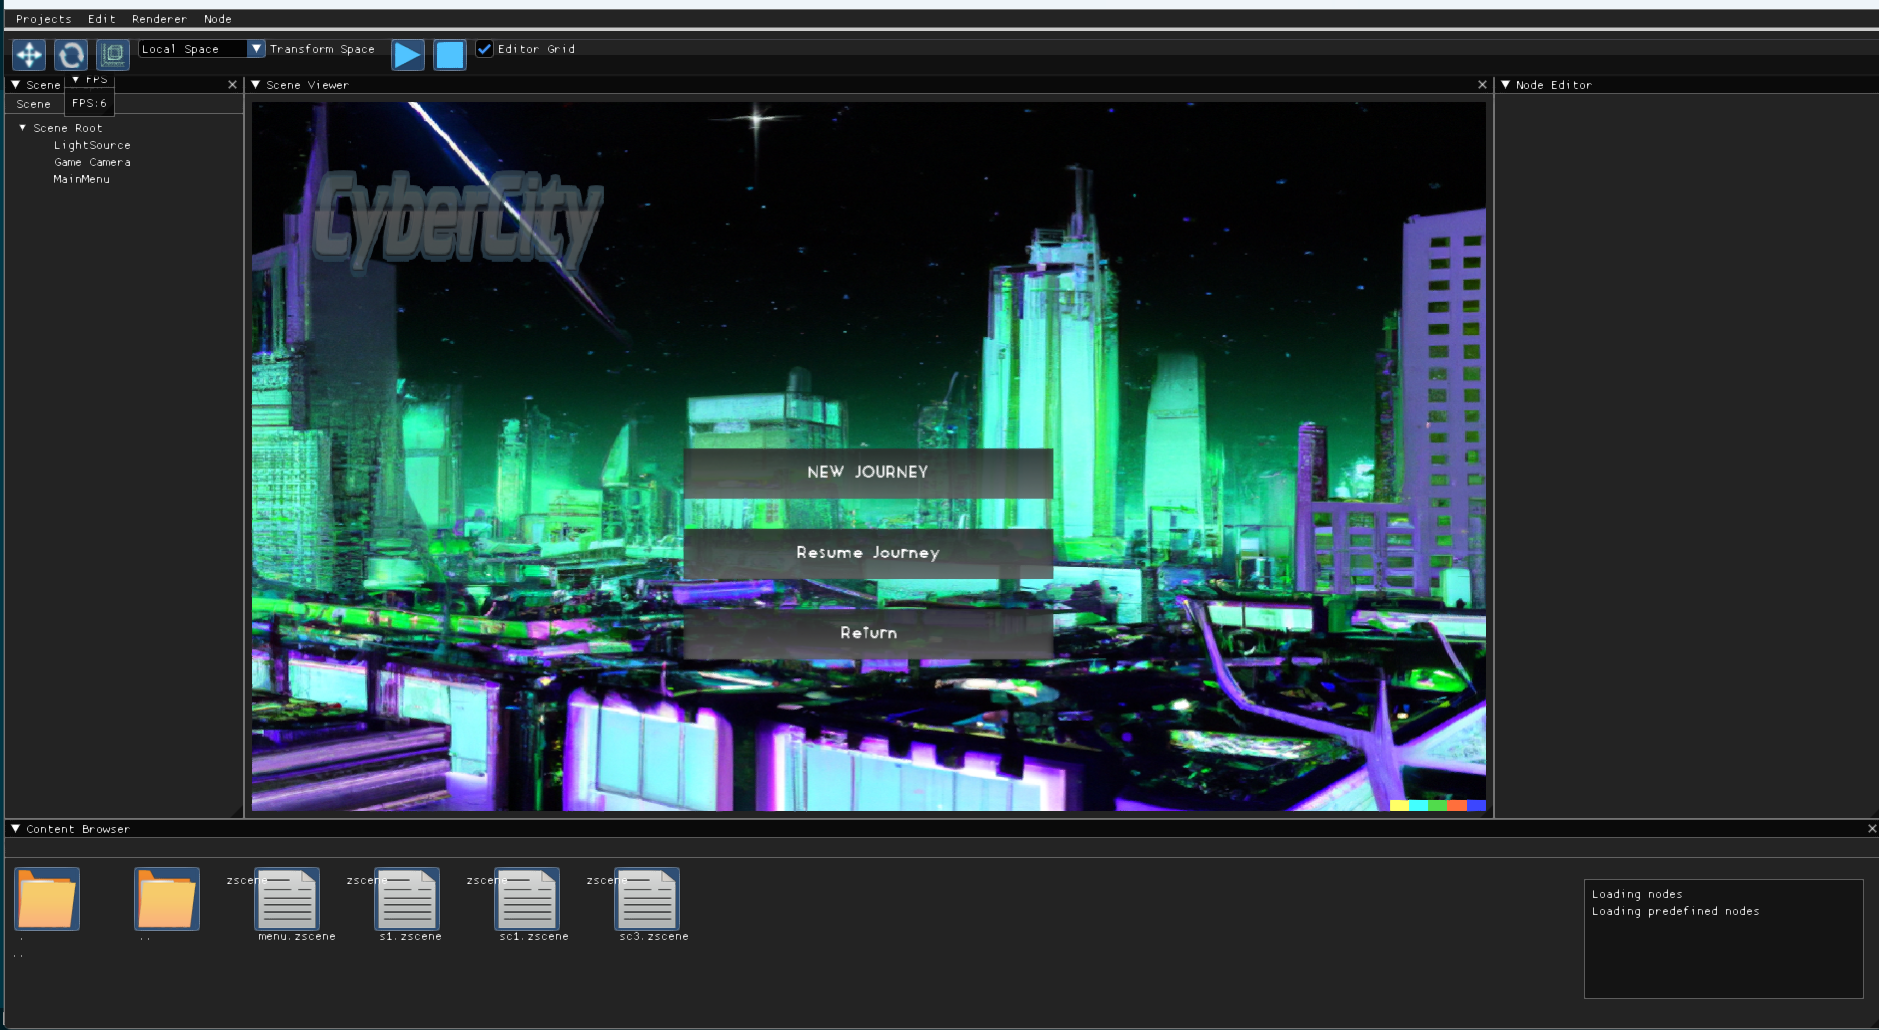 Projects Edit Renderer Node
Local Space Transform Space Editor Grid
Scene
FPS
Scene Viewer
Node Editor
Scene
FPS:6
Scene Root
LightSource
Game Camera
MainMenu
CyberCity
NEW JOURNEY
Resume Journey
Return
Content Browser
zscene zscene zscene zscene
. .. menu.zscene s1.zscene sc1.zscene sc3.zscene
..
Loading nodes
Loading predefined nodes